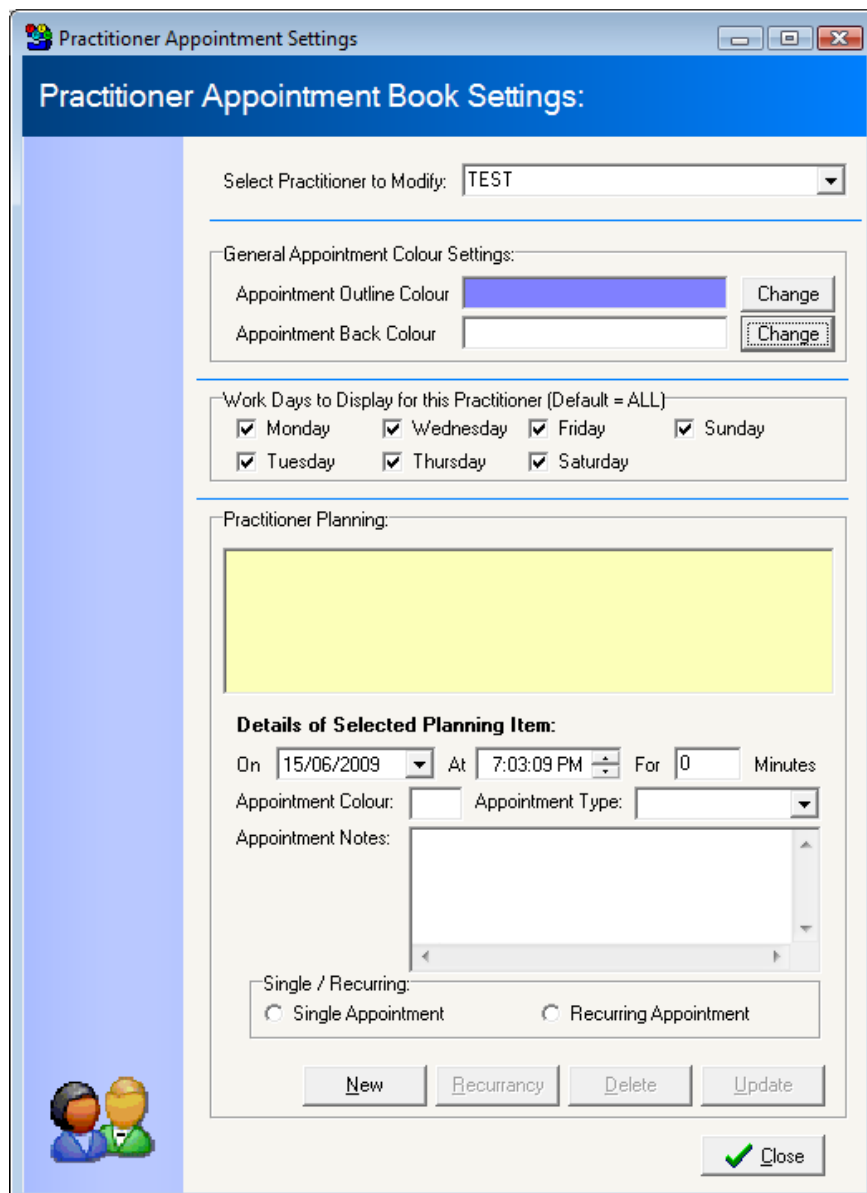 Practitioner Appointment Settings
Practitioner Appointment Book Settings:
Select Practitioner to Modify: TEST
General Appointment Colour Settings:
Appointment Outline Colour Change
Appointment Back Colour Change
Work Days to Display for this Practitioner (Default = ALL)
Monday Wednesday Friday Sunday
Tuesday Thursday Saturday
Practitioner Planning:
Details of Selected Planning Item:
On 15/06/2009 At 7:03:09 PM For 0 Minutes
Appointment Colour: Appointment Type:
Appointment Notes:
Single / Recurring:
Single Appointment Recurring Appointment
New Recurrancy Delete Update
Close